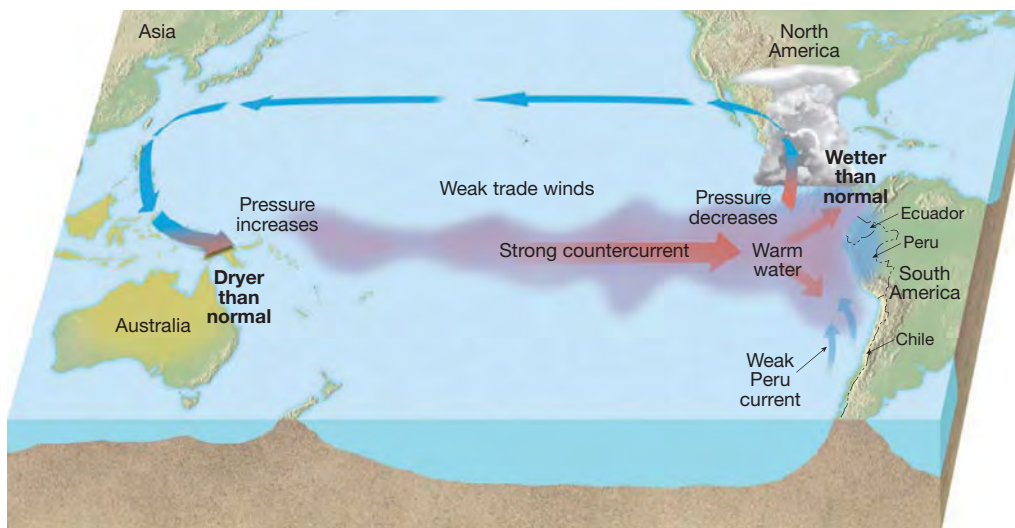 Asia
North
America
Wetter
than
normal
Weak trade winds
Pressure
increases
Pressure
decreases
Ecuador
Strong countercurrent
Warm
water
Peru
South
America
Dryer
than
normal
Australia
Chile
Weak
Peru
current